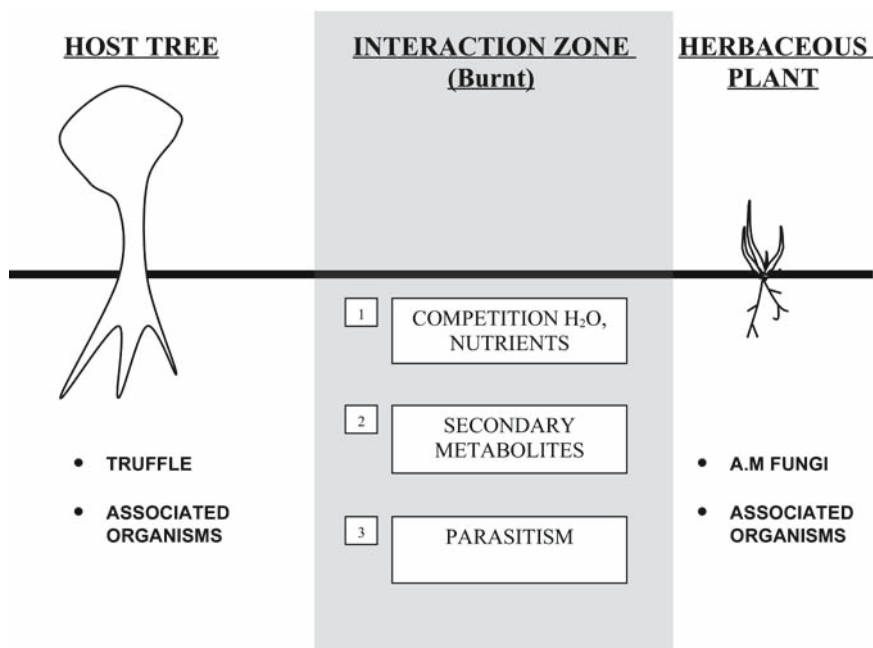 HOST TREE
INTERACTION ZONE
(Burnt)
HERBACEOUS
PLANT
1
COMPETITION H₂O,
NUTRIENTS
2
SECONDARY
METABOLITES
3
PARASITISM
• TRUFFLE
• ASSOCIATED
ORGANISMS
• A.M FUNGI
• ASSOCIATED
ORGANISMS